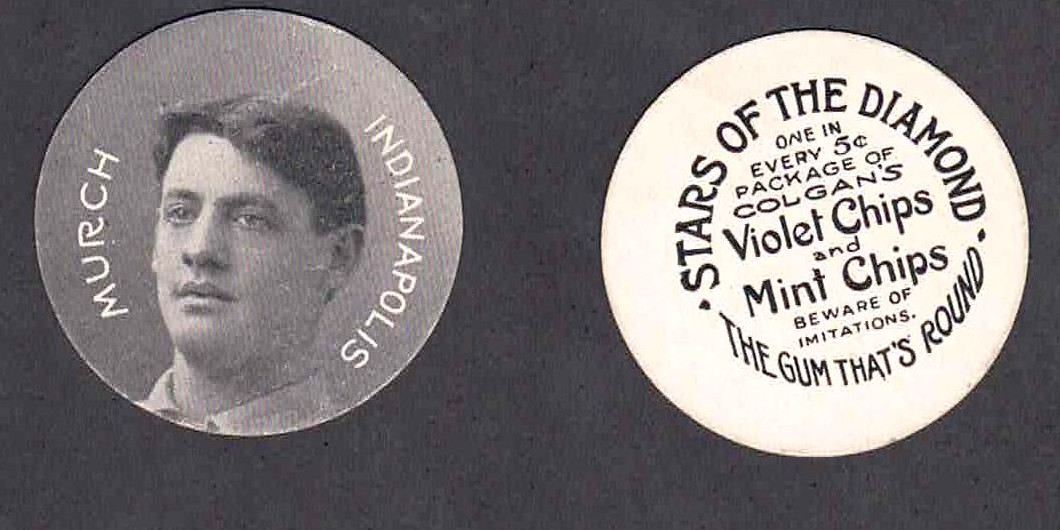 MURCH
INDIANAPOLIS
· STARS OF THE DIAMOND ·
ONE IN
EVERY 5¢
PACKAGE OF
COLGAN'S
Violet Chips
and
Mint Chips
BEWARE OF
IMITATIONS.
THE GUM THAT'S ROUND